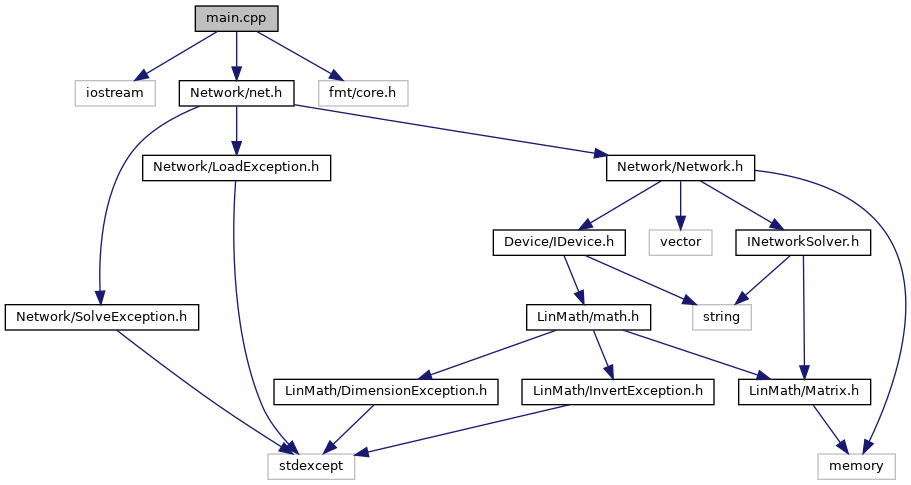 main.cpp
iostream
Network/net.h
fmt/core.h
Network/LoadException.h
Network/Network.h
Device/IDevice.h
vector
INetworkSolver.h
Network/SolveException.h
LinMath/math.h
string
LinMath/DimensionException.h
LinMath/InvertException.h
LinMath/Matrix.h
stdexcept
memory